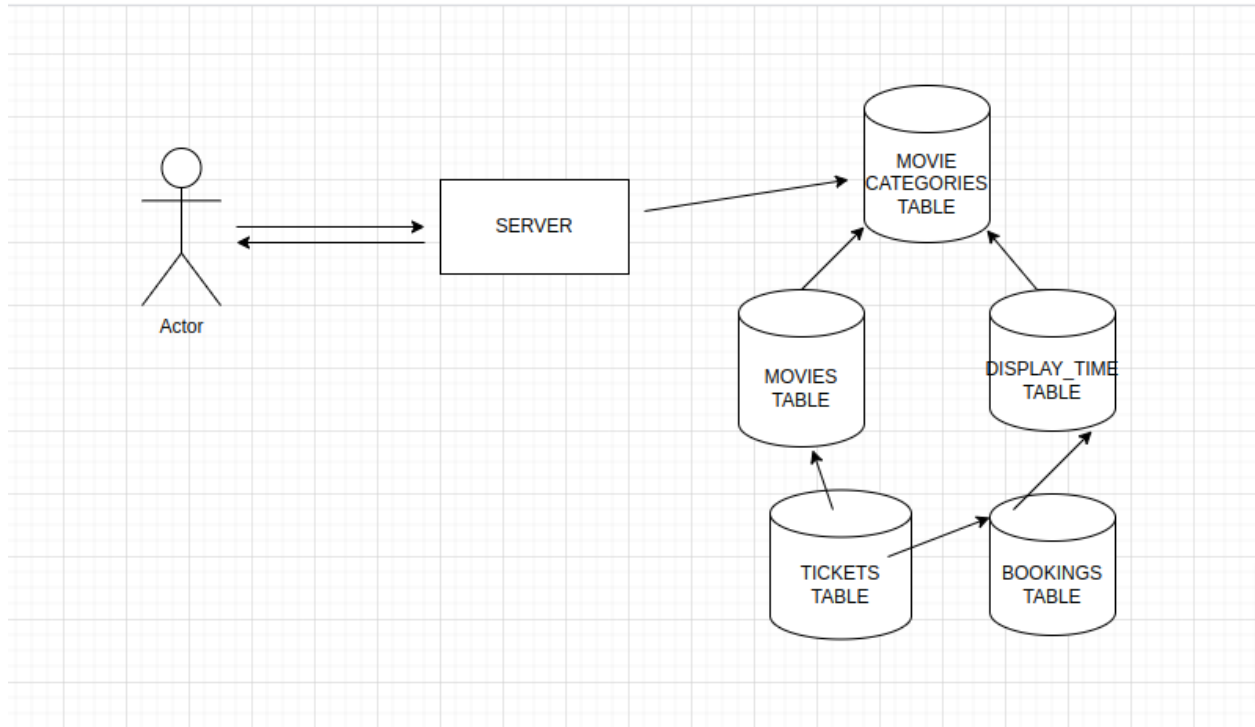 Actor
SERVER
MOVIE
CATEGORIES
TABLE
MOVIES
TABLE
DISPLAY_TIME
TABLE
TICKETS
TABLE
BOOKINGS
TABLE